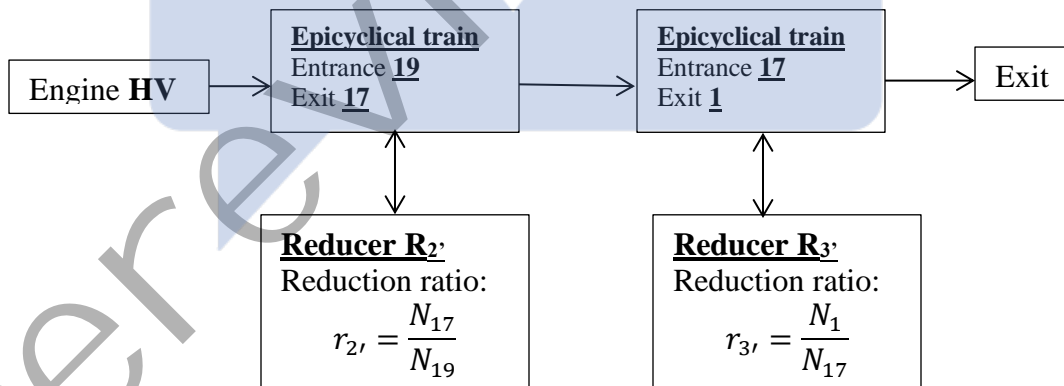 Engine HV
Epicyclical train
Entrance 19
Exit 17
Epicyclical train
Entrance 17
Exit 1
Exit
Reducer R2’
Reduction ratio:
r2′ = N17/N19
Reducer R3’
Reduction ratio:
r3′ = N1/N17